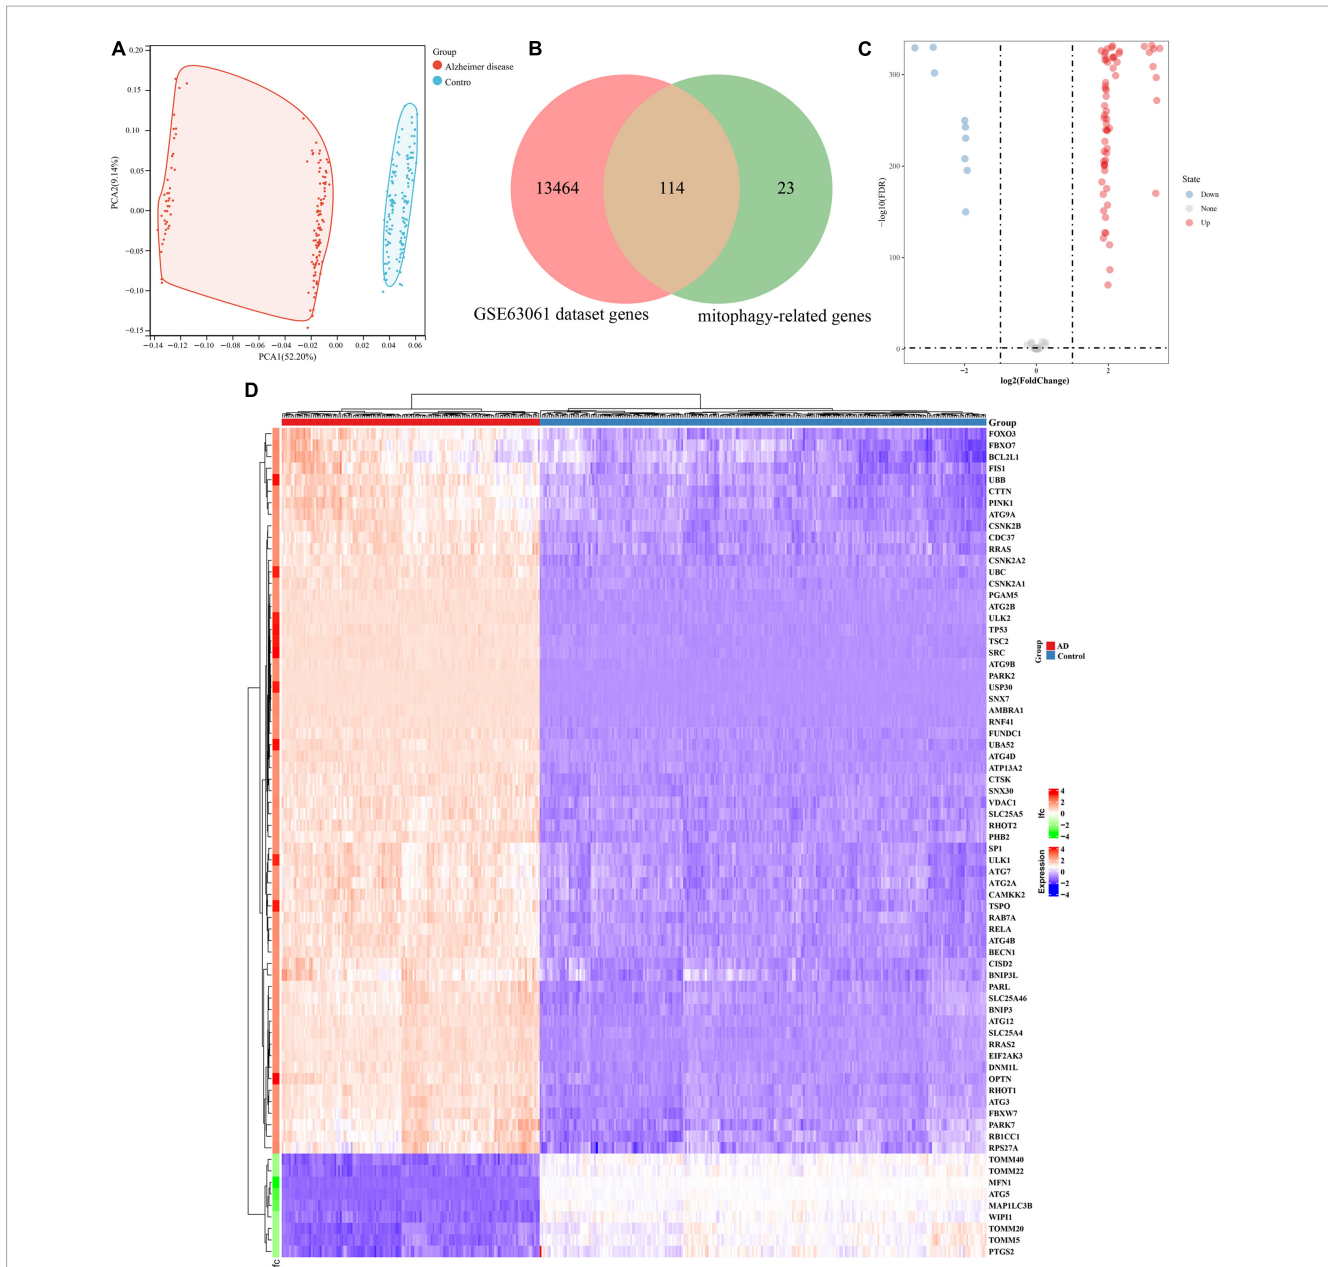 A
Group
Alzheimer disease
Contro
0.20
0.15
0.10
0.05
0.00
−0.05
−0.10
−0.15
PCA2(9.14%)
−0.14 −0.12 −0.10 −0.08 −0.06 −0.04 −0.02 0.00 0.02 0.04 0.06
PCA1(52.20%)
B
13464
114
23
GSE63061 dataset genes
mitophagy-related genes
C
300
200
100
0
−log10(FDR)
−2 0 2
log2(FoldChange)
State
Down
None
Up
D
Group
FOXO3
FBXO7
BCL2L1
FIS1
UBB
CTTN
PINK1
ATG9A
CSNK2B
CDC37
RRAS
CSNK2A2
UBC
CSNK2A1
PGAM5
ATG2B
ULK2
TP53
TSC2
SRC
ATG9B
PARK2
USP30
SNX7
AMBRA1
RNF41
FUNDC1
UBA52
ATG4D
ATP13A2
CTSK
SNX30
VDAC1
SLC25A5
RHOT2
PHB2
SP1
ULK1
ATG7
ATG2A
CAMKK2
TSPO
RAB7A
RELA
ATG4B
BECN1
CISD2
BNIP3L
PARL
SLC25A46
BNIP3
ATG12
SLC25A4
RRAS2
EIF2AK3
DNM1L
OPTN
RHOT1
ATG3
FBXW7
PARK7
RB1CC1
RPS27A
TOMM40
TOMM22
MFN1
ATG5
MAP1LC3B
WIPI1
TOMM20
TOMM5
PTGS2
Group
AD
Control
lfc
4
2
0
−2
−4
Expression
4
2
0
−2
−4
fc